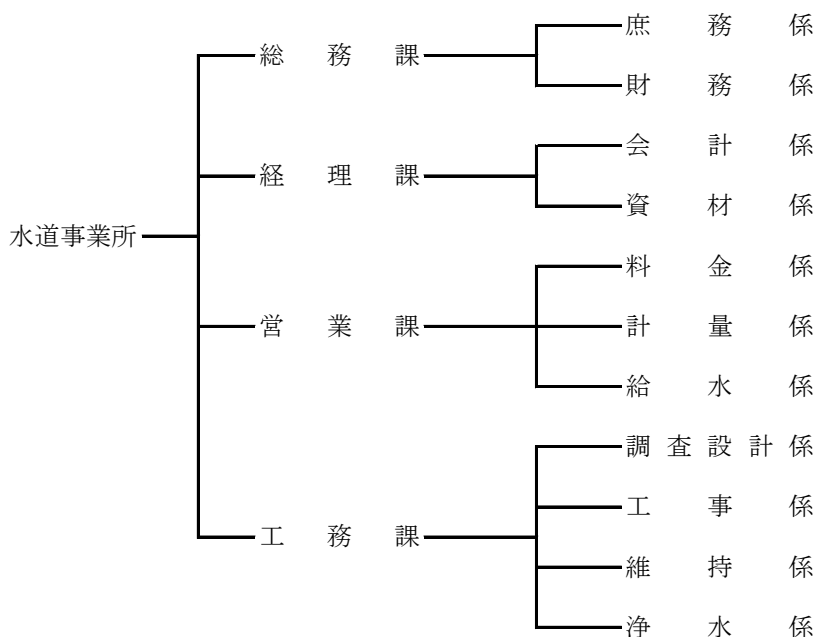 水道事業所
総務課
庶務係
財務係
経理課
会計係
資材係
営業課
料金係
計量係
給水係
工務課
調査設計係
工事係
維持係
浄水係